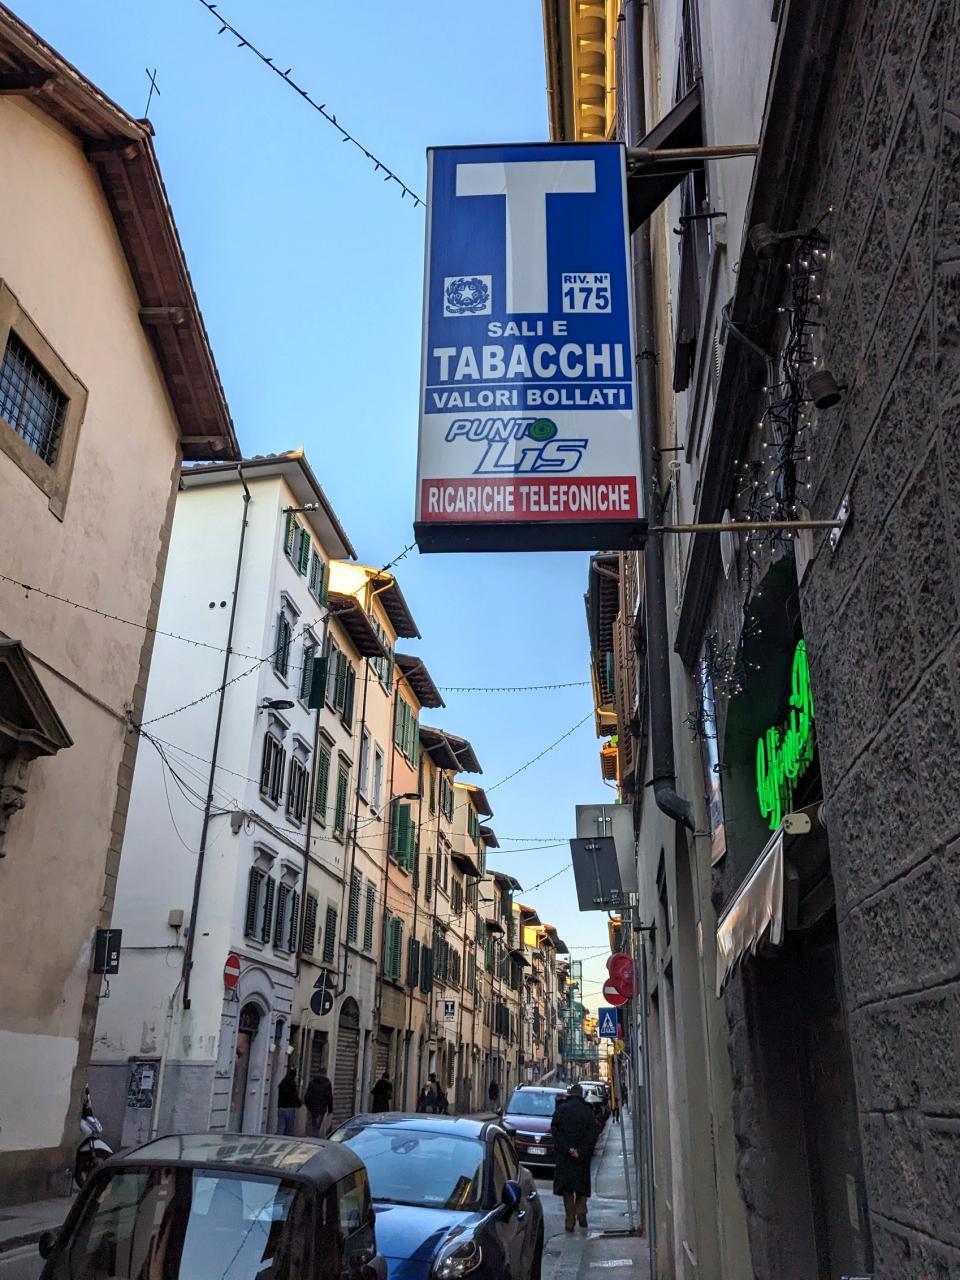 T
RIV. N°
175
SALI E
TABACCHI
VALORI BOLLATI
PUNTO
LIS
RICARICHE TELEFONICHE
T